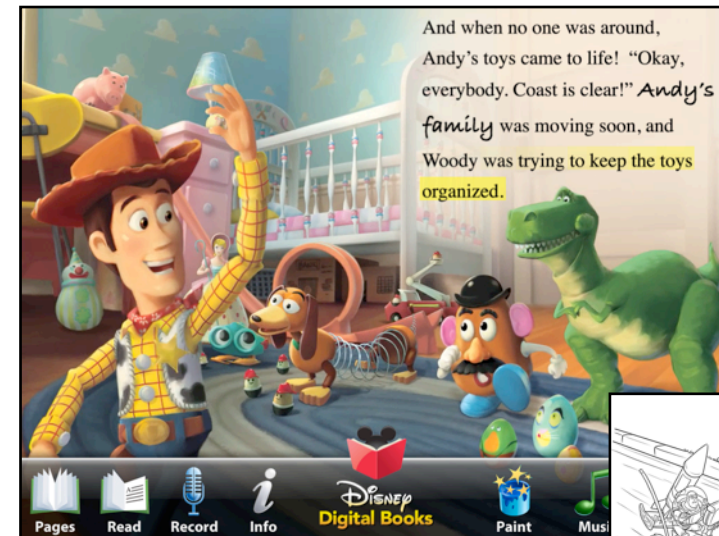 And when no one was around,
Andy's toys came to life! "Okay,
everybody. Coast is clear!" Andy's
family was moving soon, and
Woody was trying to keep the toys
organized.
Pages Read Record Info Disney Digital Books Paint